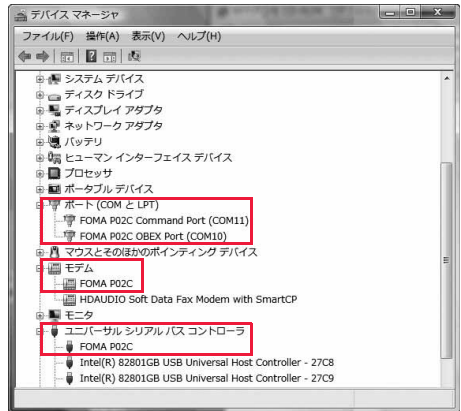 デバイス マネージャ
ファイル(F) 操作(A) 表示(V) ヘルプ(H)
システム デバイス
ディスク ドライブ
ディスプレイ アダプタ
ネットワーク アダプタ
バッテリ
ヒューマン インターフェイス デバイス
プロセッサ
ポータブル デバイス
ポート (COM と LPT)
FOMA P02C Command Port (COM11)
FOMA P02C OBEX Port (COM10)
マウスとそのほかのポインティング デバイス
モデム
FOMA P02C
HDAUDIO Soft Data Fax Modem with SmartCP
モニタ
ユニバーサル シリアル バス コントローラ
FOMA P02C
Intel(R) 82801GB USB Universal Host Controller - 27C8
Intel(R) 82801GB USB Universal Host Controller - 27C9